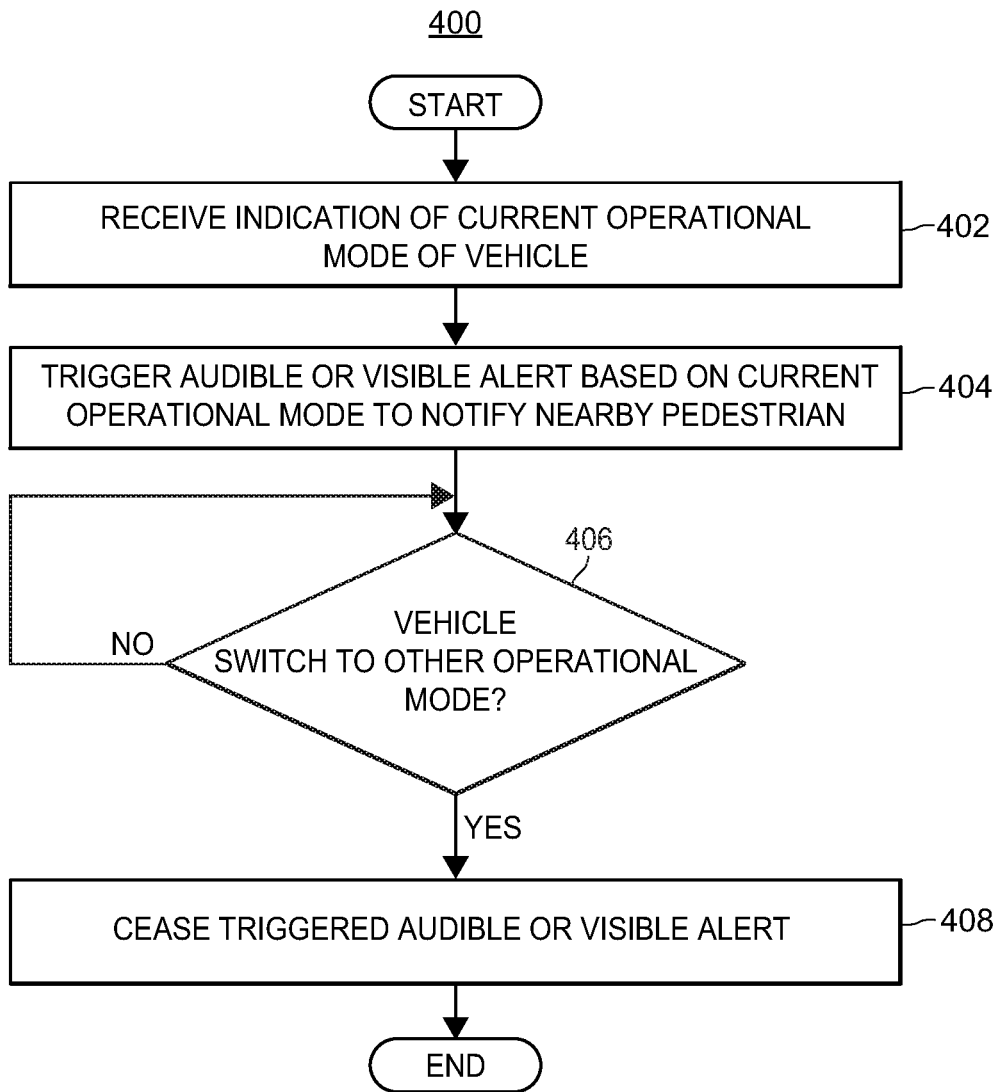 400
START
RECEIVE INDICATION OF CURRENT OPERATIONAL
MODE OF VEHICLE
402
TRIGGER AUDIBLE OR VISIBLE ALERT BASED ON CURRENT
OPERATIONAL MODE TO NOTIFY NEARBY PEDESTRIAN
404
406
VEHICLE
SWITCH TO OTHER OPERATIONAL
MODE?
NO
YES
CEASE TRIGGERED AUDIBLE OR VISIBLE ALERT
408
END